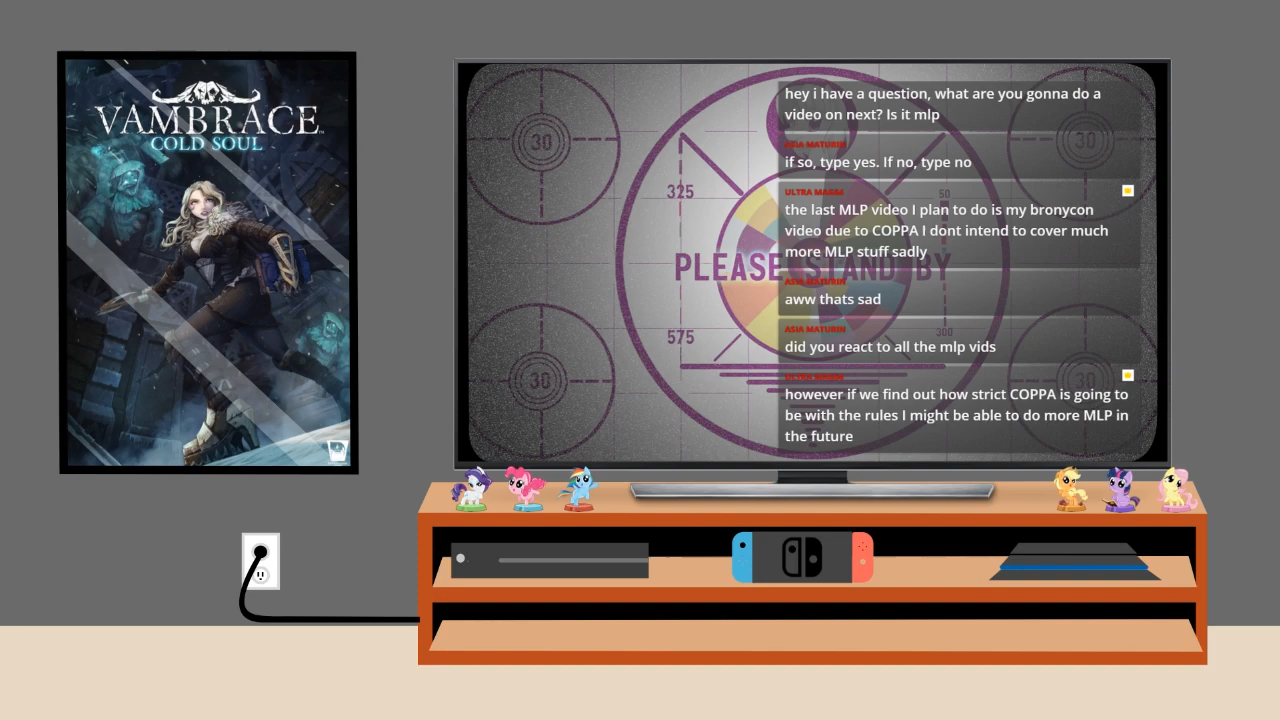 VAMBRACE
COLD SOUL
30
30
30
30
325
50
575
300
PLEASE STAND BY
hey i have a question, what are you gonna do a
video on next? Is it mlp
ASIA MATURIN
if so, type yes. If no, type no
the last MLP video I plan to do is my bronycon
video due to COPPA I dont intend to cover much
more MLP stuff sadly
ASIA MATURIN
aww thats sad
ASIA MATURIN
did you react to all the mlp vids
however if we find out how strict COPPA is going to
be with the rules I might be able to do more MLP in
the future